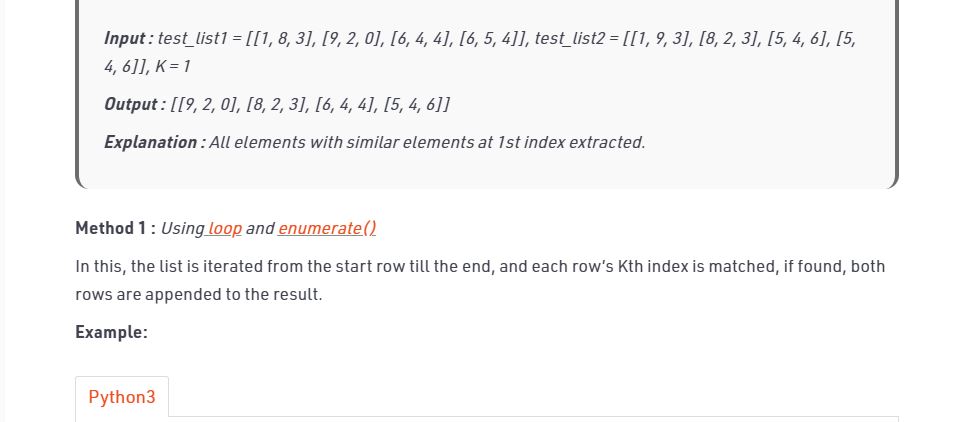 Input : test_list1 = [[1, 8, 3], [9, 2, 0], [6, 4, 4], [6, 5, 4]], test_list2 = [[1, 9, 3], [8, 2, 3], [5, 4, 6], [5,
4, 6]], K = 1
Output : [[9, 2, 0], [8, 2, 3], [6, 4, 4], [5, 4, 6]]
Explanation : All elements with similar elements at 1st index extracted.
Method 1 : Using loop and enumerate()
In this, the list is iterated from the start row till the end, and each row’s Kth index is matched, if found, both
rows are appended to the result.
Example:
Python3